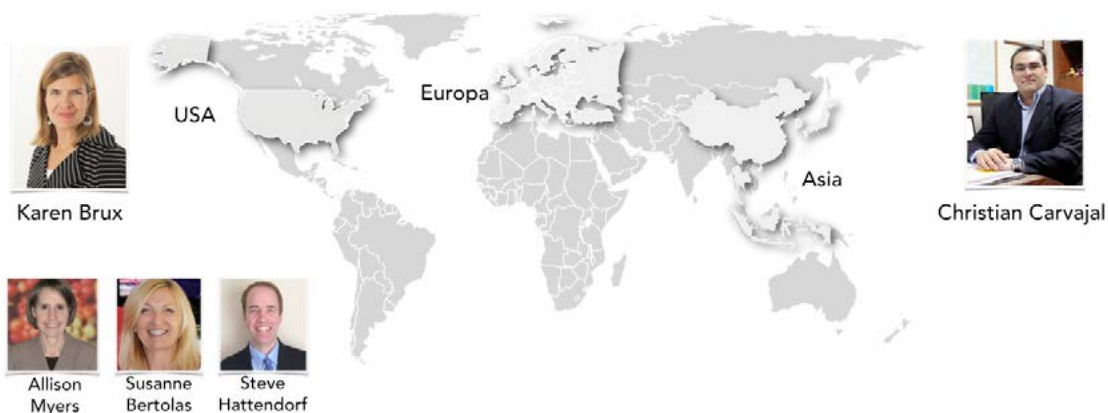 USA
Europa
Asia
Karen Brux
Christian Carvajal
Allison
Myers
Susanne
Bertolas
Steve
Hattendorf